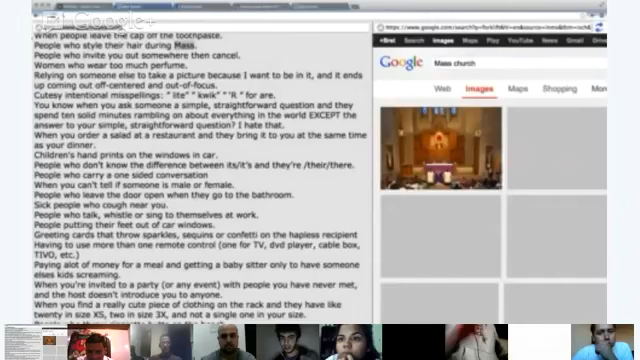 Google+
https://www.google.com/search?
When people leave the cap off the toothpaste.
People who style their hair during Mass.
People who invite you out somewhere then cancel.
Women who wear too much perfume.
Relying on someone else to take a picture because I want to be in it, and it ends
up coming out off-centered and out-of-focus.
Cutesy intentional misspellings: " lite" " kwik" " 'R " for are.
You know when you ask someone a simple, straightforward question and they
spend ten solid minutes rambling on about everything in the world EXCEPT the
answer to your simple, straightforward question? I hate that.
When you order a salad at a restaurant and they bring it to you at the same time
as your dinner.
Children's hand prints on the windows in car.
People who don't know the difference between its/it's and they're /their/there.
People who carry a one sided conversation
When you can't tell if someone is male or female.
People who leave the door open when they go to the bathroom.
Sick people who cough near you.
People who talk, whistle or sing to themselves at work.
People putting their feet out of car windows.
Greeting cards that throw sparkles, sequins or confetti on the hapless recipient
Having to use more than one remote control (one for TV, dvd player, cable box,
TIVO, etc.)
Paying alot of money for a meal and getting a baby sitter only to have someone
elses kids screaming.
When you're invited to a party (or any event) with people you have never met,
and the host doesn't introduce you to anyone.
When you find a really cute piece of clothing on the rack and they have like
twenty in size XS, two in size 3X, and not a single one in your size.
Search Images Maps Play YouTube News Gmail Drive
Google Mass church
Web Images Maps Shopping